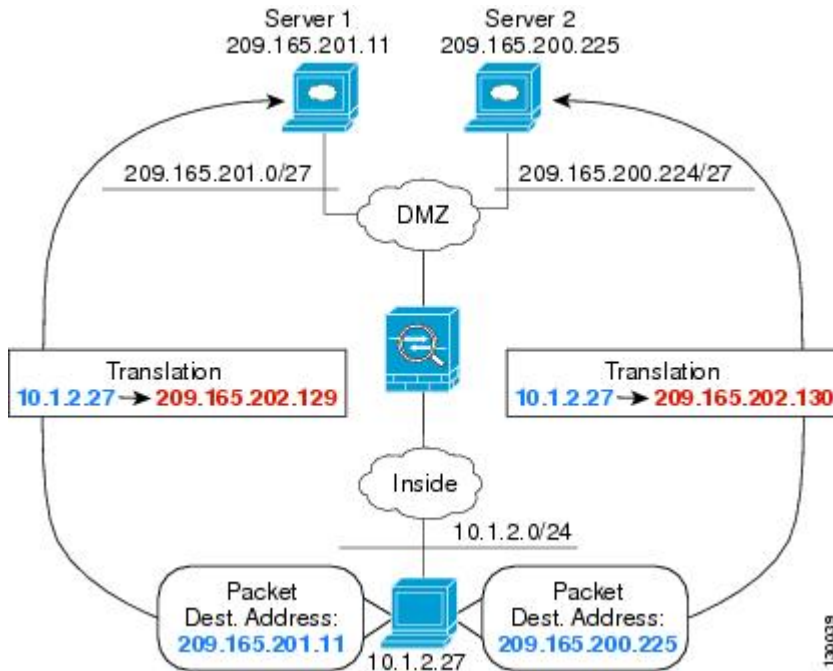 Server 1
209.165.201.11
Server 2
209.165.200.225
209.165.201.0/27
209.165.200.224/27
DMZ
Translation
10.1.2.27 → 209.165.202.129
Translation
10.1.2.27 → 209.165.202.130
Inside
10.1.2.0/24
Packet
Dest. Address:
209.165.201.11
Packet
Dest. Address:
209.165.200.225
10.1.2.27